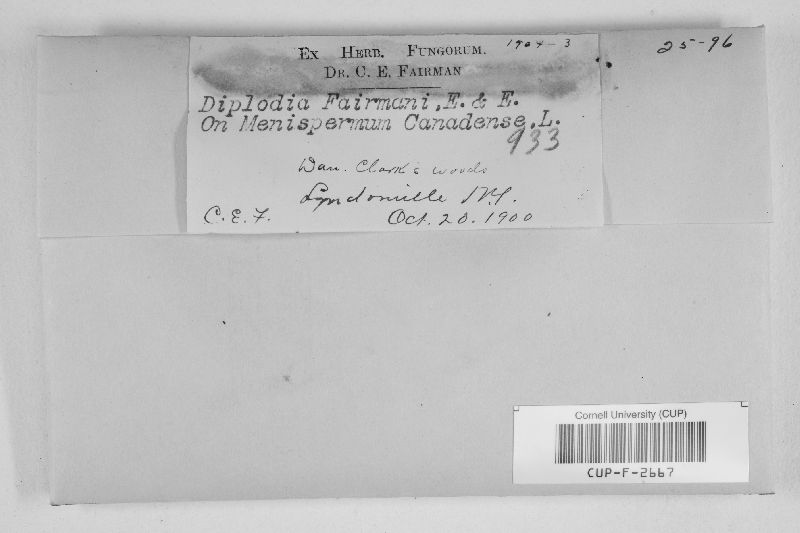 1904-3
25-96
Ex Herb. Fungorum.
Dr. C. E. Fairman
Diplodia Fairmani, E. & E.
On Menispermum Canadense, L.
933
Dan. Clark's woods
Lyndonville N.Y.
C. E. F. Oct. 20. 1900
Cornell University (CUP)
CUP-F-2667